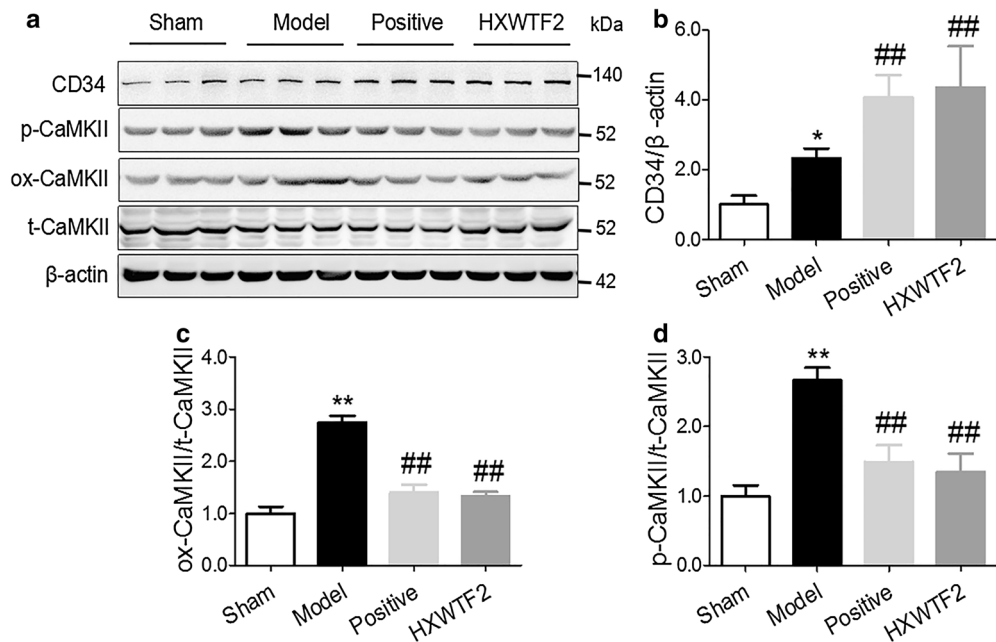 a
Sham Model Positive HXWTF2 kDa
CD34 140
p-CaMKII 52
ox-CaMKII 52
t-CaMKII 52
β-actin 42
b
CD34/β -actin
6.0
4.0
2.0
0.0
*
##
##
Sham Model Positive HXWTF2
c
ox-CaMKII/t-CaMKII
4.0
3.0
2.0
1.0
0.0
**
##
##
Sham Model Positive HXWTF2
d
p-CaMKII/t-CaMKII
3.0
2.0
1.0
0.0
**
##
##
Sham Model Positive HXWTF2